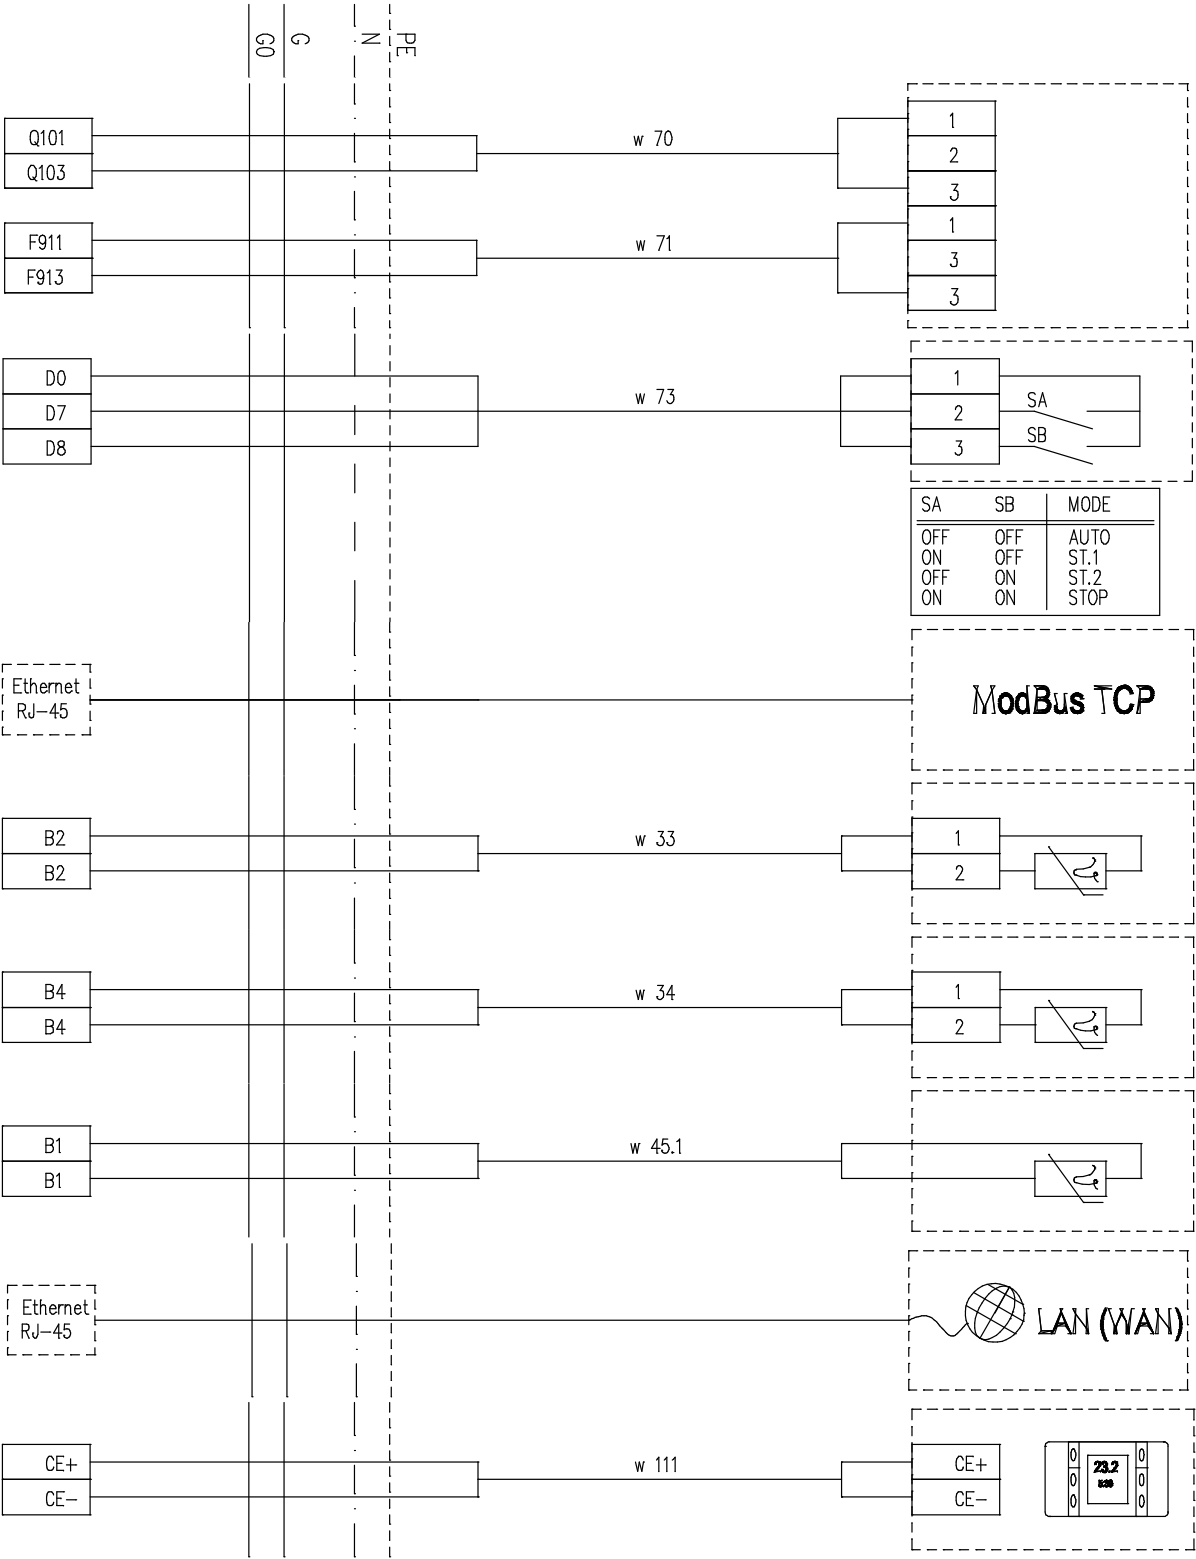 G0 G N PE
Q101
Q103
w 70
1
2
3
F911
F913
w 71
1
3
3
D0
D7
D8
w 73
1
2
3
SA
SB
SA SB MODE
OFF OFF AUTO
ON OFF ST.1
OFF ON ST.2
ON ON STOP
Ethernet
RJ-45
ModBus TCP
B2
B2
w 33
1
2
B4
B4
w 34
1
2
B1
B1
w 45.1
Ethernet
RJ-45
LAN (WAN)
CE+
CE-
w 111
CE+
CE-
23.2